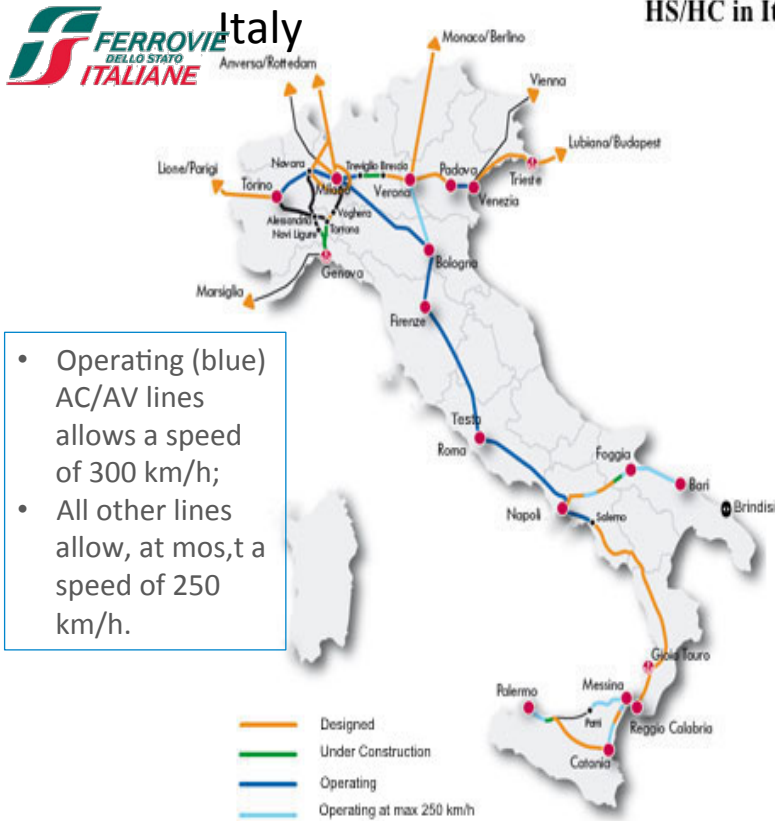 HS/HC in It
Italy
FERROVIE
DELLO STATO
ITALIANE
Monaco/Berlino
Anversa/Rottedam
Vienna
Lubiana/Budapest
Lione/Parigi
Novara
Treviglio Brescia
Padova
Torino
Milano
Verona
Venezia
Trieste
Alessandria
Voghera
Novi Ligure
Tortona
Bologna
Genova
Marsiglia
Firenze
• Operating (blue)
AC/AV lines
allows a speed
of 300 km/h;
• All other lines
allow, at mos,t a
speed of 250
km/h.
Testo
Roma
Foggia
Bari
Napoli
Salerno
Brindisi
Gioia Tauro
Messina
Palermo
Patti
Reggio Calabria
Catania
Designed
Under Construction
Operating
Operating at max 250 km/h